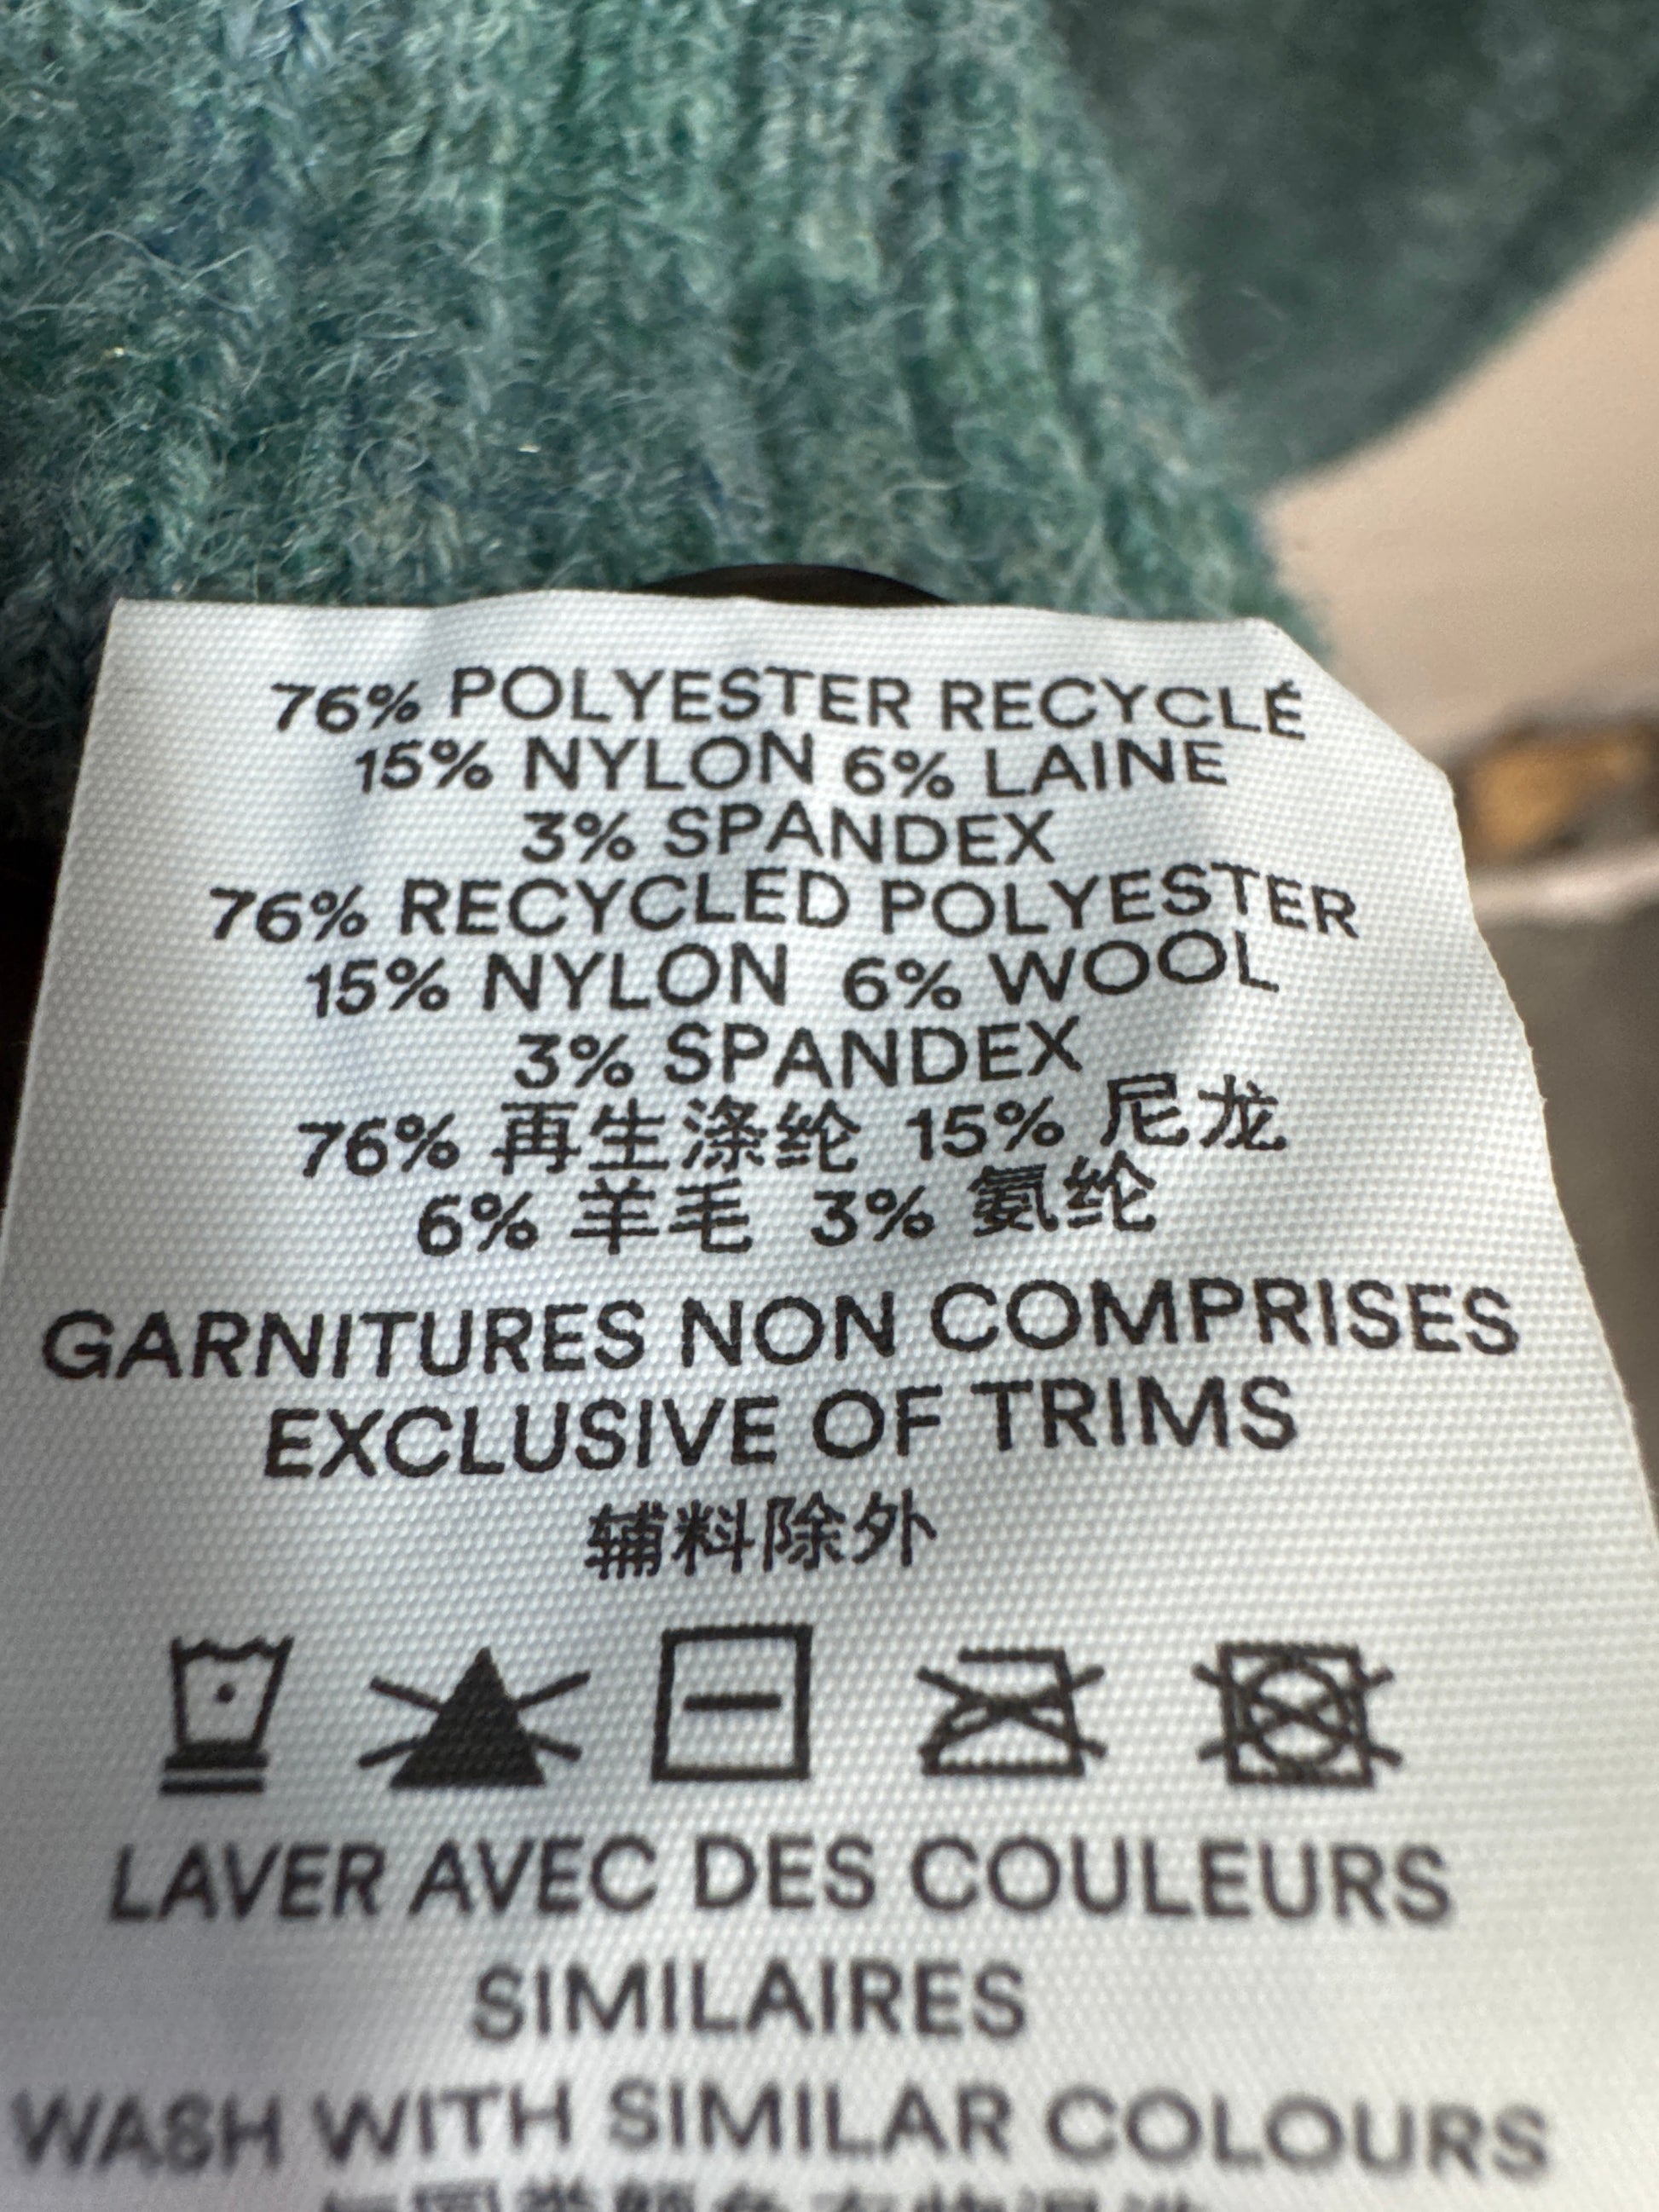 76% POLYESTER RECYCLÉ
15% NYLON 6% LAINE
3% SPANDEX
76% RECYCLED POLYESTER
15% NYLON 6% WOOL
3% SPANDEX
76% 再生涤纶 15% 尼龙
6% 羊毛 3% 氨纶
GARNITURES NON COMPRISES
EXCLUSIVE OF TRIMS
辅料除外
LAVER AVEC DES COULEURS
SIMILAIRES
WASH WITH SIMILAR COLOURS